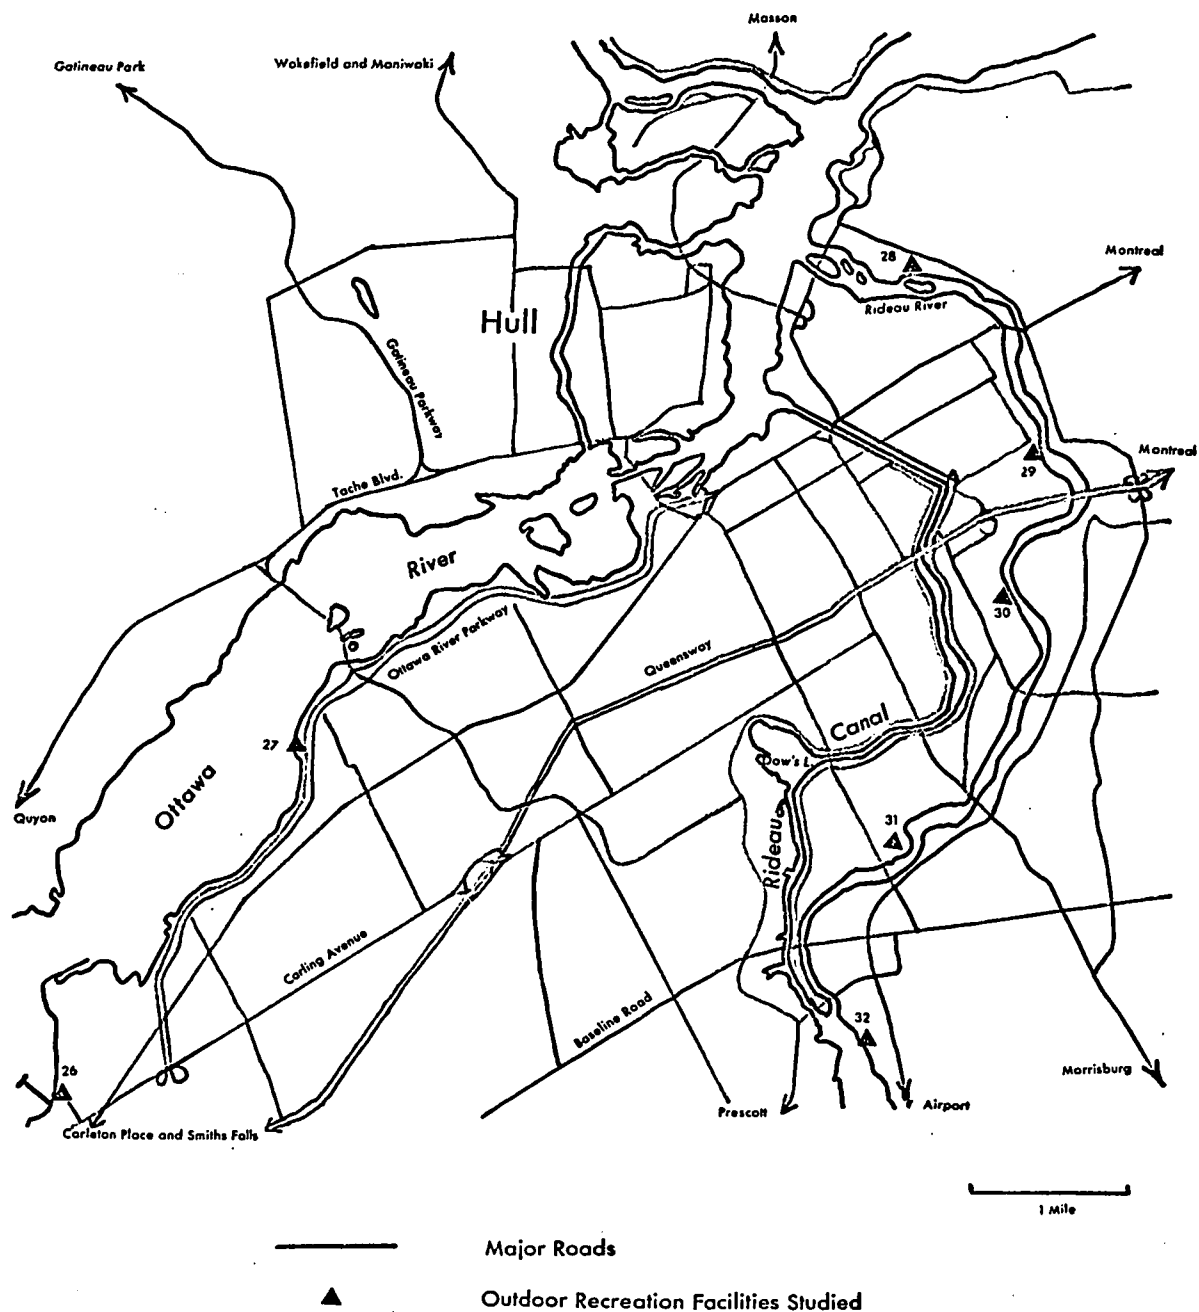 Masson
Gatineau Park
Wakefield and Maniwaki
Montreal
28
Rideau River
Hull
Gatineau Parkway
Montreal
29
Tache Blvd.
River
30
Ottawa River Parkway
Queensway
Canal
27
Dow's L.
Ottawa
Quyon
31
Rideau
Carling Avenue
Baseline Road
32
26
Morrisburg
Prescott
Airport
Carleton Place and Smiths Falls
1 Mile
Major Roads
Outdoor Recreation Facilities Studied